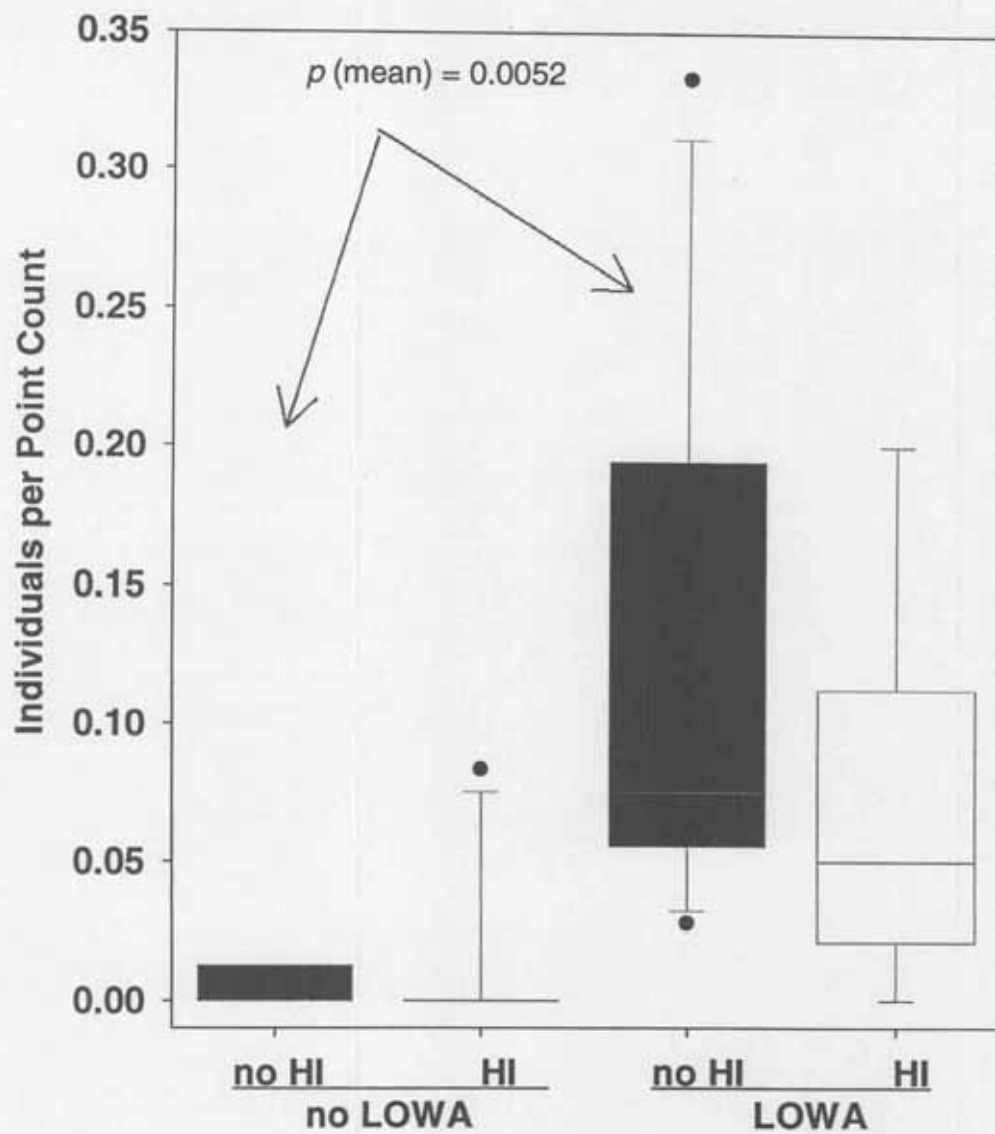 p (mean) = 0.0052
Individuals per Point Count
0.35
0.30
0.25
0.20
0.15
0.10
0.05
0.00
no HI HI no HI HI
no LOWA LOWA